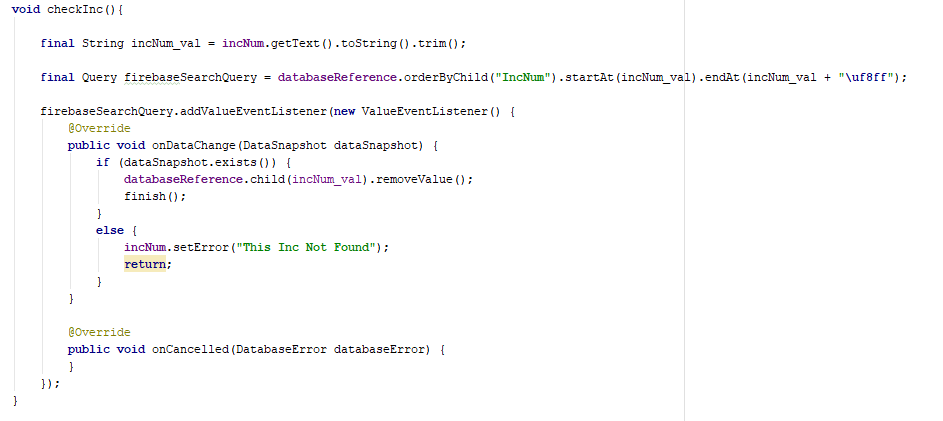 void checkInc(){
final String incNum_val = incNum.getText().toString().trim();
final Query firebaseSearchQuery = databaseReference.orderByChild("IncNum").startAt(incNum_val).endAt(incNum_val + "\uf8ff");
firebaseSearchQuery.addValueEventListener(new ValueEventListener() {
@Override
public void onDataChange(DataSnapshot dataSnapshot) {
if (dataSnapshot.exists()) {
databaseReference.child(incNum_val).removeValue();
finish();
}
else {
incNum.setError("This Inc Not Found");
return;
}
}
@Override
public void onCancelled(DatabaseError databaseError) {
}
});
}